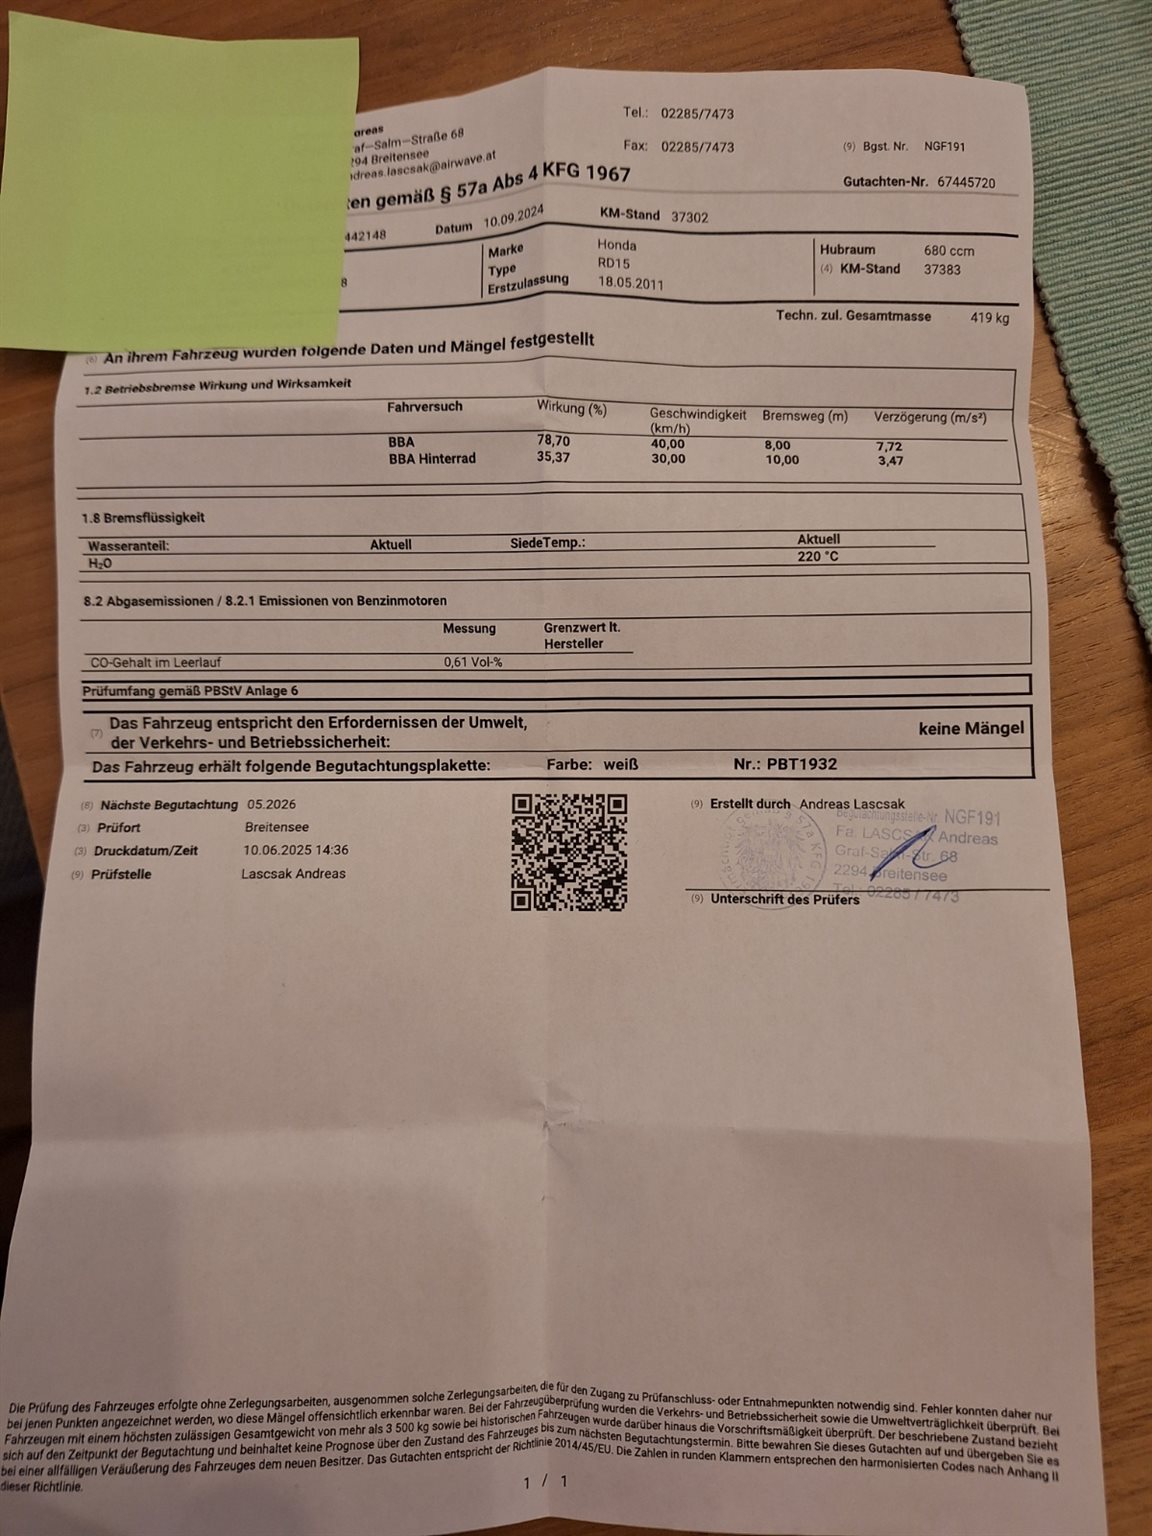 Tel.: 02285/7473
Fax: 02285/7473
(9) Bgst. Nr. NGF191
Gutachten-Nr. 67445720
areas
af-Salm-Straße 68
294 Breitensee
ndreas.lascsak@airwave.at
ten gemäß § 57a Abs 4 KFG 1967
442148 Datum 10.09.2024 KM-Stand 37302
8
Marke Honda
Type RD15
Erstzulassung 18.05.2011
Hubraum 680 ccm
(4) KM-Stand 37383
Techn. zul. Gesamtmasse 419 kg
(6) An ihrem Fahrzeug wurden folgende Daten und Mängel festgestellt
1.2 Betriebsbremse Wirkung und Wirksamkeit
Fahrversuch Wirkung (%) Geschwindigkeit (km/h) Bremsweg (m) Verzögerung (m/s²)
BBA 78,70 40,00 8,00 7,72
BBA Hinterrad 35,37 30,00 10,00 3,47
1.8 Bremsflüssigkeit
Wasseranteil: Aktuell SiedeTemp.: Aktuell
H₂O 220 °C
8.2 Abgasemissionen / 8.2.1 Emissionen von Benzinmotoren
Messung Grenzwert lt. Hersteller
CO-Gehalt im Leerlauf 0,61 Vol-%
Prüfumfang gemäß PBStV Anlage 6
(7) Das Fahrzeug entspricht den Erfordernissen der Umwelt,
der Verkehrs- und Betriebssicherheit: keine Mängel
Das Fahrzeug erhält folgende Begutachtungsplakette: Farbe: weiß Nr.: PBT1932
(8) Nächste Begutachtung 05.2026
(3) Prüfort Breitensee
(3) Druckdatum/Zeit 10.06.2025 14:36
(9) Prüfstelle Lascsak Andreas
(9) Erstellt durch Andreas Lascsak
Begutachtungsstelle-Nr. NGF191
Fa. LASCSAK Andreas
Graf-Salm-Str. 68
2294 Breitensee
Tel.: 02285 / 7473
(9) Unterschrift des Prüfers
Die Prüfung des Fahrzeuges erfolgte ohne Zerlegungsarbeiten, ausgenommen solche Zerlegungsarbeiten, die für den Zugang zu Prüfanschluss- oder Entnahmepunkten notwendig sind. Fehler konnten daher nur
bei jenen Punkten angezeichnet werden, wo diese Mängel offensichtlich erkennbar waren. Bei der Fahrzeugüberprüfung wurden die Verkehrs- und Betriebssicherheit sowie die Umweltverträglichkeit überprüft. Bei
Fahrzeugen mit einem höchsten zulässigen Gesamtgewicht von mehr als 3 500 kg sowie bei historischen Fahrzeugen wurde darüber hinaus die Vorschriftsmäßigkeit überprüft. Der beschriebene Zustand bezieht
sich auf den Zeitpunkt der Begutachtung und beinhaltet keine Prognose über den Zustand des Fahrzeuges bis zum nächsten Begutachtungstermin. Bitte bewahren Sie dieses Gutachten auf und übergeben Sie es
bei einer allfälligen Veräußerung des Fahrzeuges dem neuen Besitzer. Das Gutachten entspricht der Richtlinie 2014/45/EU. Die Zahlen in runden Klammern entsprechen den harmonisierten Codes nach Anhang II
dieser Richtlinie.
1 / 1